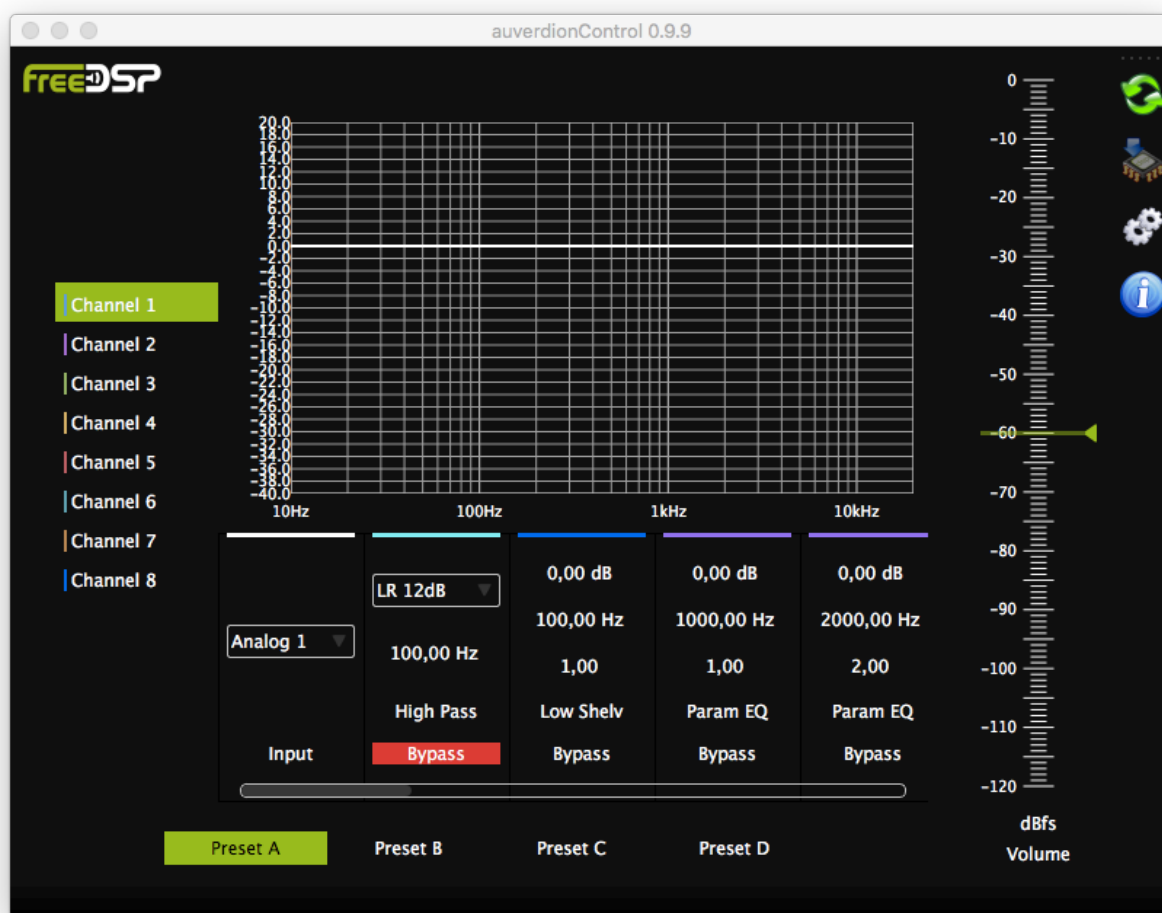 auverdionControl 0.9.9
freeDSP
20.0
18.0
16.0
14.0
12.0
10.0
8.0
6.0
4.0
2.0
0.0
−2.0
−4.0
−6.0
−8.0
−10.0
−12.0
−14.0
−16.0
−18.0
−20.0
−22.0
−24.0
−26.0
−28.0
−30.0
−32.0
−34.0
−36.0
−38.0
−40.0
10Hz 100Hz 1kHz 10kHz
Channel 1
Channel 2
Channel 3
Channel 4
Channel 5
Channel 6
Channel 7
Channel 8
Analog 1
Input
LR 12dB
100,00 Hz
High Pass
Bypass
0,00 dB
100,00 Hz
1,00
Low Shelv
Bypass
0,00 dB
1000,00 Hz
1,00
Param EQ
Bypass
0,00 dB
2000,00 Hz
2,00
Param EQ
Bypass
Preset A Preset B Preset C Preset D
0
−10
−20
−30
−40
−50
−60
−70
−80
−90
−100
−110
−120
dBfs
Volume
i